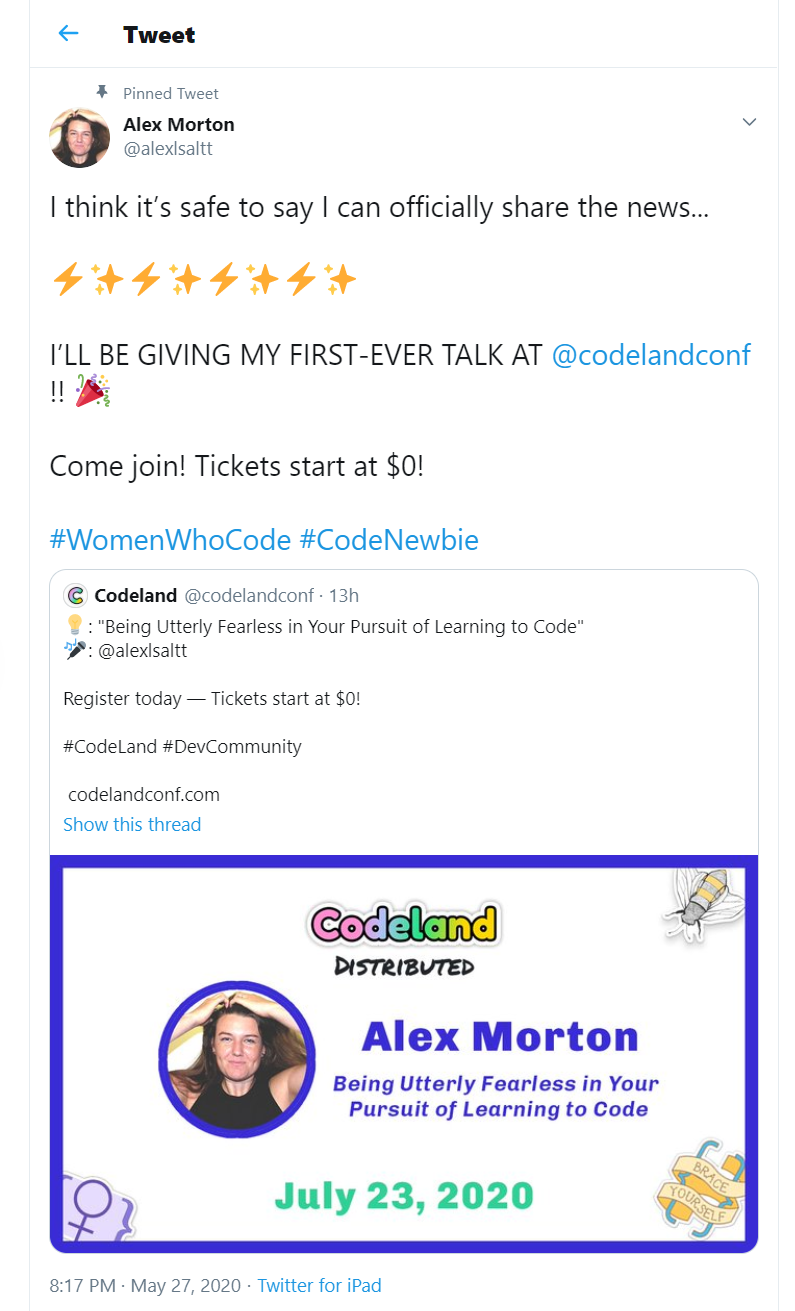 Tweet
Pinned Tweet
Alex Morton
@alexlsaltt
I think it’s safe to say I can officially share the news...
⚡✨⚡✨⚡✨⚡✨
I’LL BE GIVING MY FIRST-EVER TALK AT @codelandconf
!! 🎉
Come join! Tickets start at $0!
#WomenWhoCode #CodeNewbie
Codeland @codelandconf · 13h
💡: "Being Utterly Fearless in Your Pursuit of Learning to Code"
🎤: @alexlsaltt
Register today — Tickets start at $0!
#CodeLand #DevCommunity
codelandconf.com
Show this thread
Codeland
DISTRIBUTED
Alex Morton
Being Utterly Fearless in Your
Pursuit of Learning to Code
July 23, 2020
BRACE
YOURSELF
8:17 PM · May 27, 2020 · Twitter for iPad